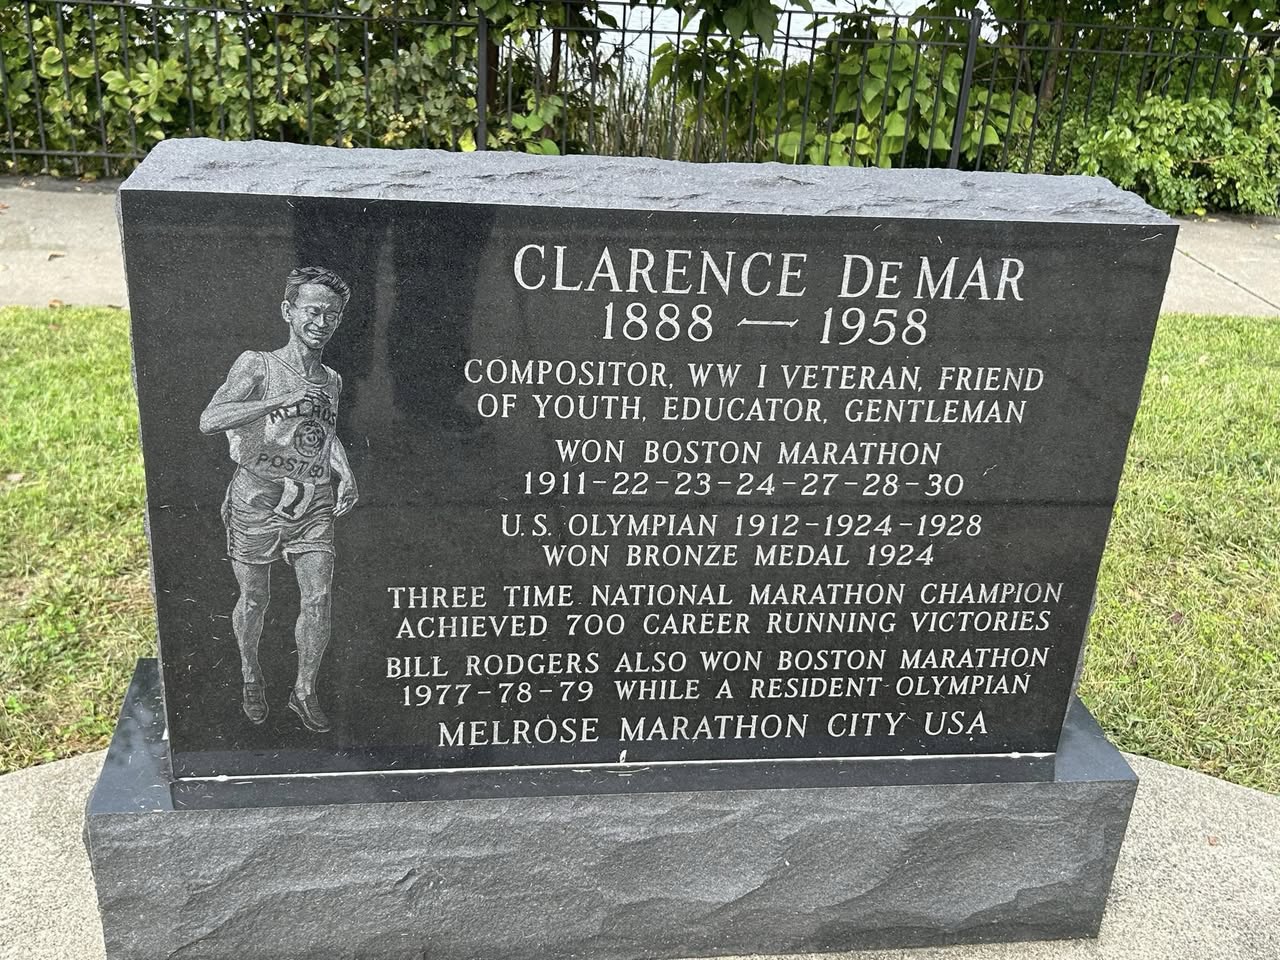 CLARENCE DEMAR
1888 — 1958
COMPOSITOR, WW I VETERAN, FRIEND
OF YOUTH, EDUCATOR, GENTLEMAN
WON BOSTON MARATHON
1911-22-23-24-27-28-30
U.S. OLYMPIAN 1912-1924-1928
WON BRONZE MEDAL 1924
THREE TIME NATIONAL MARATHON CHAMPION
ACHIEVED 700 CAREER RUNNING VICTORIES
BILL RODGERS ALSO WON BOSTON MARATHON
1977-78-79 WHILE A RESIDENT OLYMPIAN
MELROSE MARATHON CITY USA
MELROS
POST 90
11